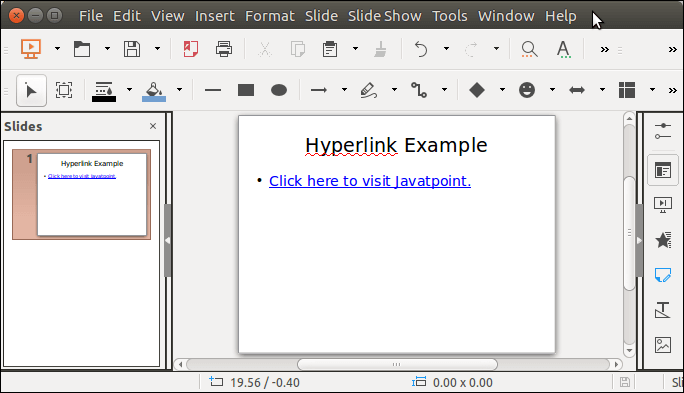 File Edit View Insert Format Slide Slide Show Tools Window Help
A
Slides ×
1
Hyperlink Example
• Click here to visit Javatpoint.
Hyperlink Example
• Click here to visit Javatpoint.
19.56 / -0.40 0.00 x 0.00 Sli